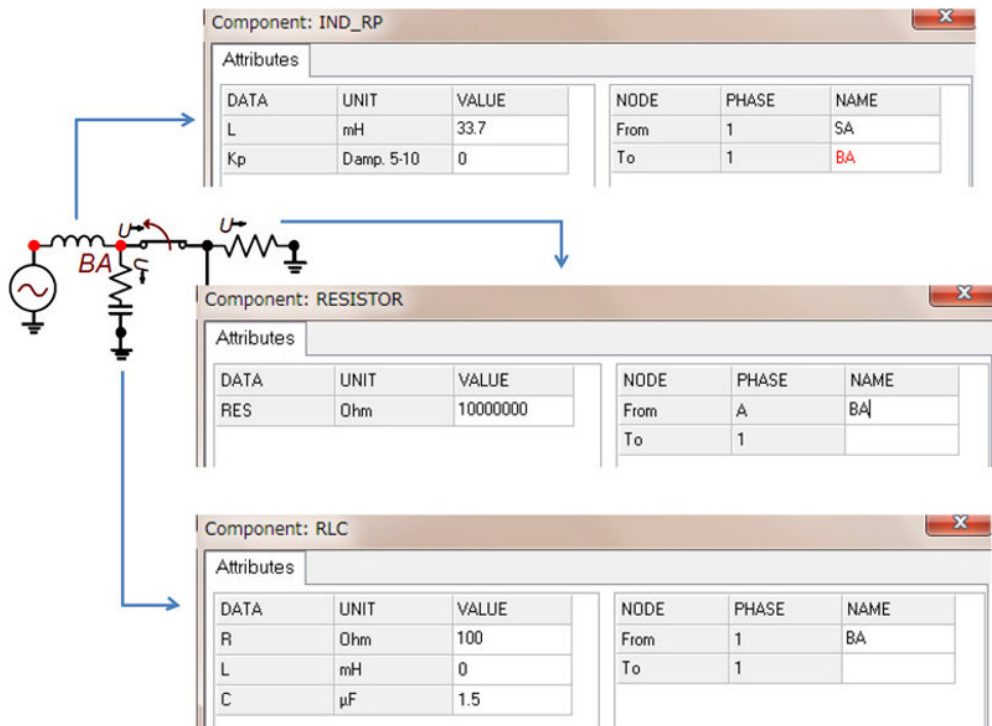 Component: IND_RP
X
Attributes
DATA UNIT VALUE
L mH 33.7
Kp Damp. 5-10 0
NODE PHASE NAME
From 1 SA
To 1 BA
U U
BA U
Component: RESISTOR
X
Attributes
DATA UNIT VALUE
RES Ohm 10000000
NODE PHASE NAME
From A BA
To 1
Component: RLC
X
Attributes
DATA UNIT VALUE
R Ohm 100
L mH 0
C µF 1.5
NODE PHASE NAME
From 1 BA
To 1